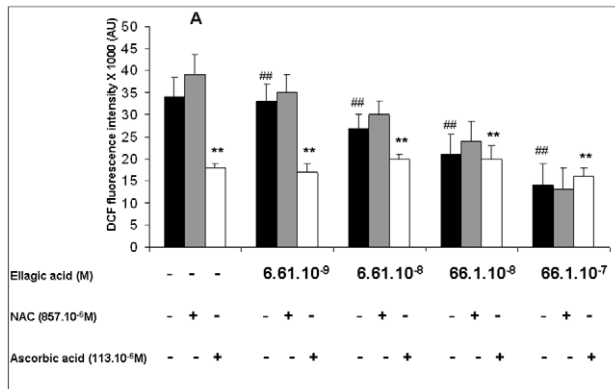 A
DCF fluorescence intensity X 1000 (AU)
50
45
40
35
30
25
20
15
10
5
0
** ## ** ## ** ## ** ## **
Ellagic acid (M) - - - 6.61.10⁻⁹ 6.61.10⁻⁸ 66.1.10⁻⁸ 66.1.10⁻⁷
NAC (857.10⁻⁶M) - + - - + - - + - - + - - + -
Ascorbic acid (113.10⁻⁶M) - - + - - + - - + - - + - - +